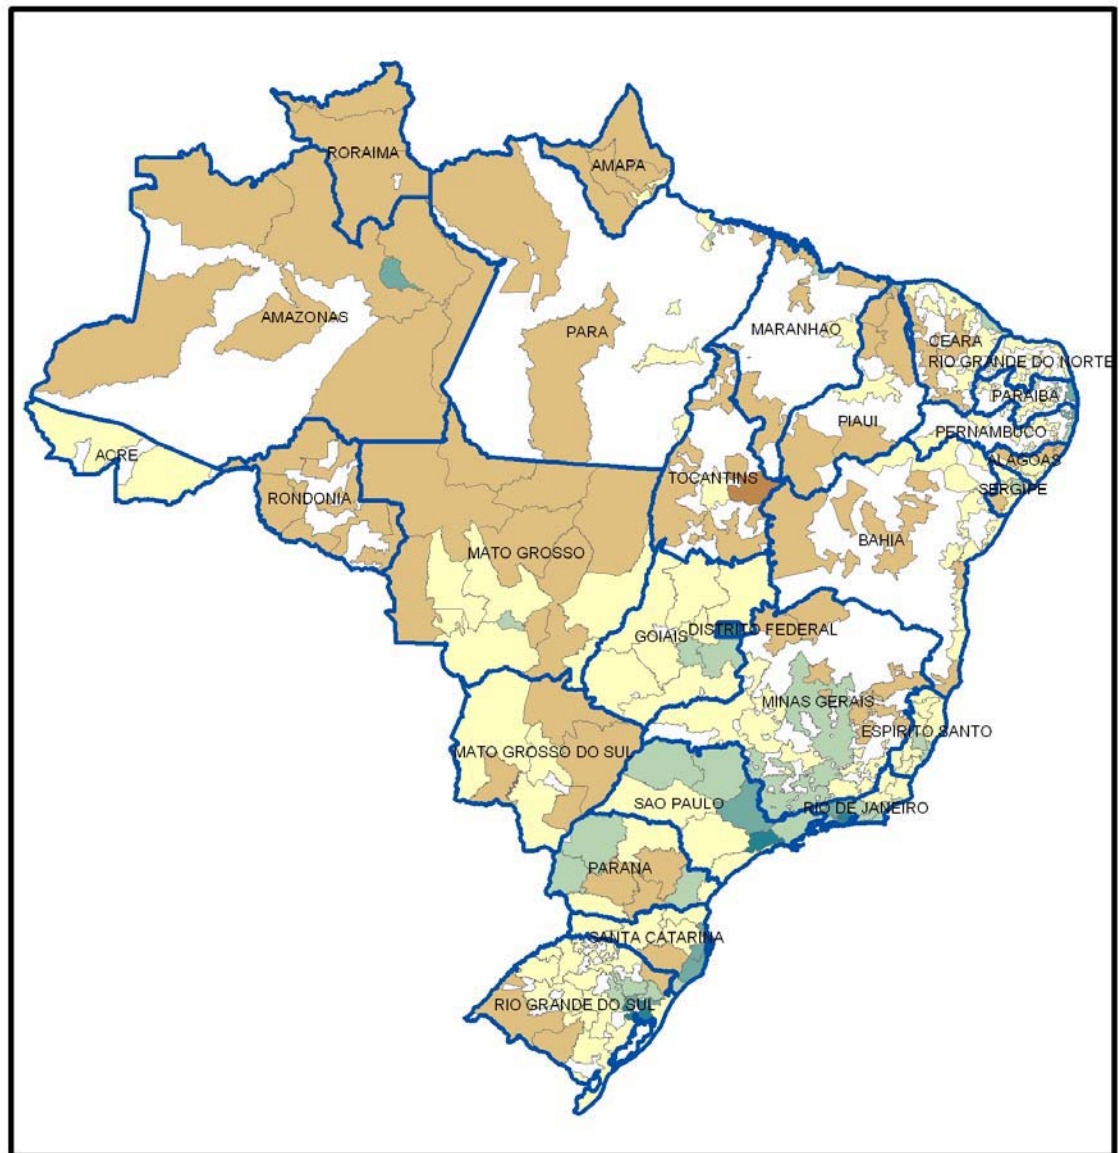 RORAIMA
AMAPA
AMAZONAS
PARA
MARANHAO
CEARA
RIO GRANDE DO NORTE
PARAIBA
PIAUI
PERNAMBUCO
ACRE
ALAGOAS
TOCANTINS
SERGIPE
RONDONIA
BAHIA
MATO GROSSO
DISTRITO FEDERAL
GOIAIS
MINAS GERAIS
ESPIRITO SANTO
MATO GROSSO DO SUL
SAO PAULO
RIO DE JANEIRO
PARANA
SANTA CATARINA
RIO GRANDE DO SUL